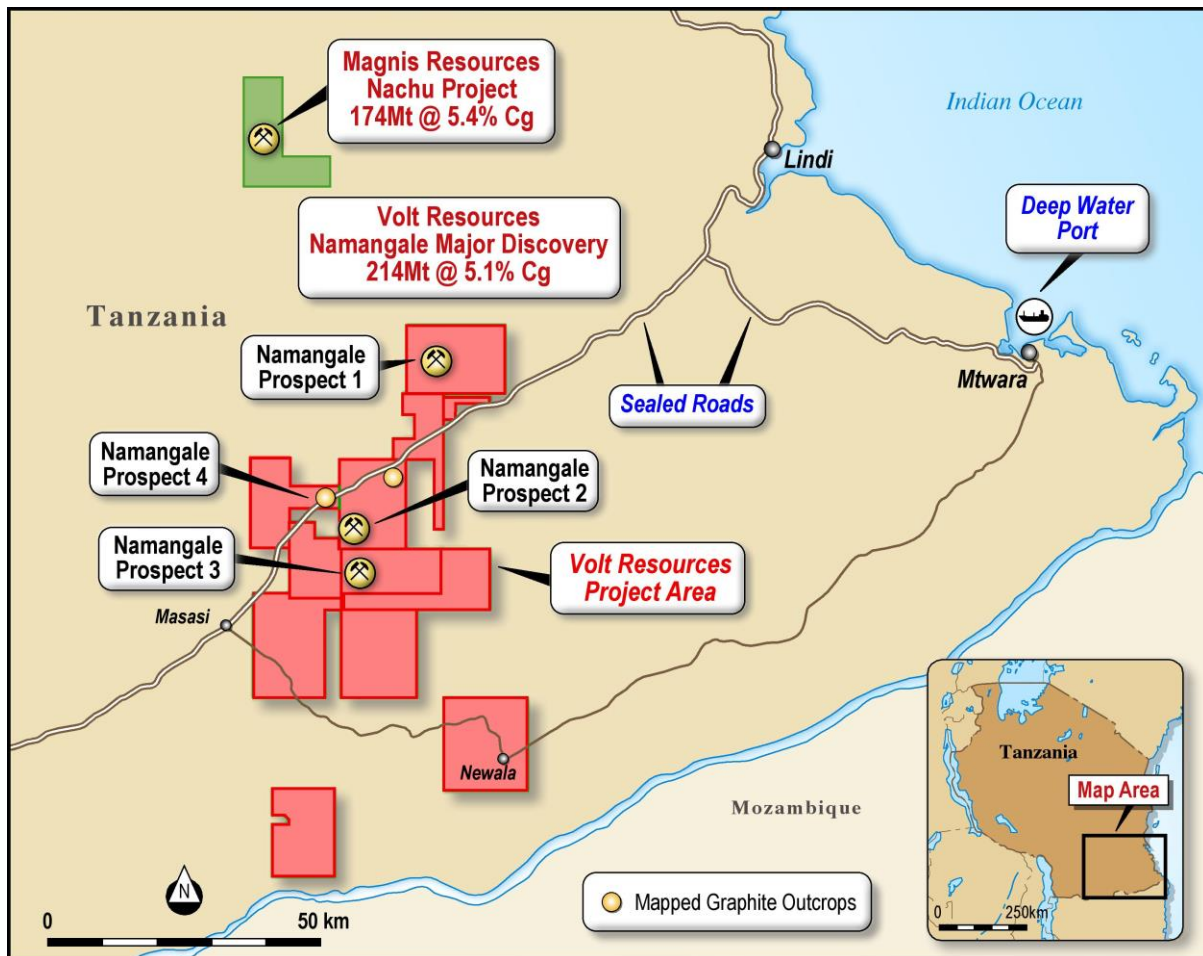 Magnis Resources
Nachu Project
174Mt @ 5.4% Cg
Indian Ocean
Lindi
Volt Resources
Namangale Major Discovery
214Mt @ 5.1% Cg
Deep Water
Port
Tanzania
Namangale
Prospect 1
Mtwara
Sealed Roads
Namangale
Prospect 4
Namangale
Prospect 2
Namangale
Prospect 3
Volt Resources
Project Area
Masasi
Newala
Tanzania
Map Area
Mozambique
N
0 50 km
Mapped Graphite Outcrops
0 250km